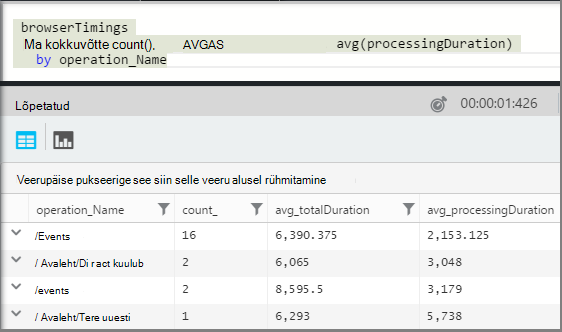 browserTimings
Ma kokkuvõtte count(), AVGAS avg(processingDuration)
by operation_Name
Lõpetatud 00:00:01:426
Veerupäise pukseerige see siin selle veeru alusel rühmitamine
operation_Name count_ avg_totalDuration avg_processingDuration
/Events 16 6,390.375 2,153.125
/ Avaleht/Di ract kuulub 2 6,065 3,048
/events 2 8,595.5 3,179
/ Avaleht/Tere uuesti 1 6,293 5,738